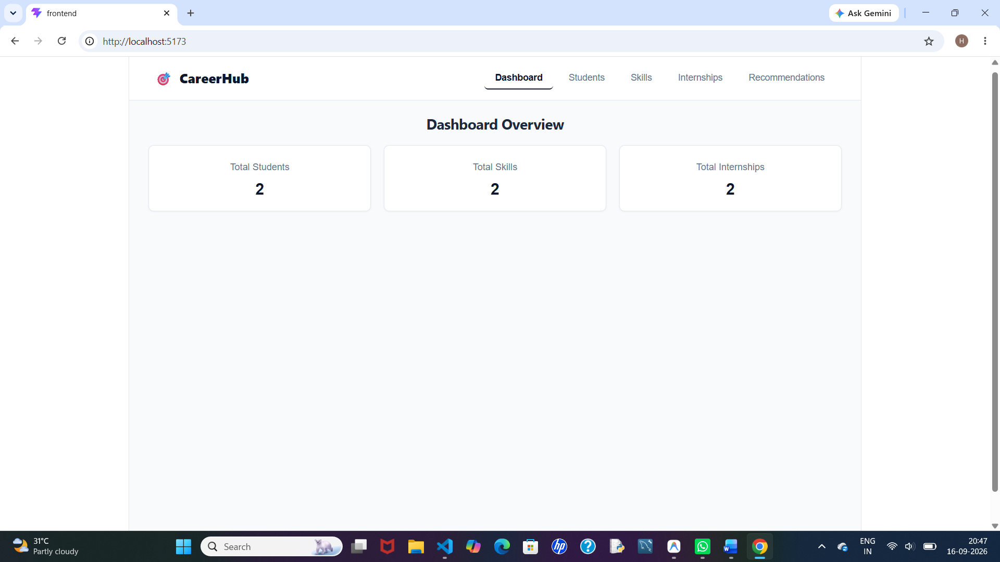 frontend
Ask Gemini
http://localhost:5173
H
CareerHub
Dashboard
Students
Skills
Internships
Recommendations
Dashboard Overview
Total Students
2
Total Skills
2
Total Internships
2
31°C
Partly cloudy
Search
hp
?
W
ENG
IN
20:47
16-09-2026